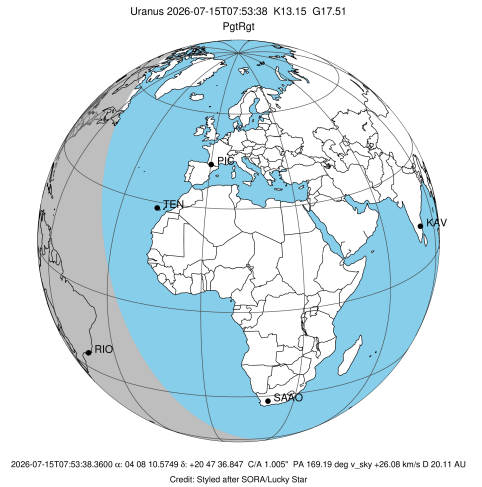 Uranus 2026-07-15T07:53:38  K13.15  G17.51
PgtRgt
PIC
TEN
KAV
RIO
SAAO
2026-07-15T07:53:38.3600 α: 04 08 10.5749 δ: +20 47 36.847  C/A 1.005"  PA 169.19 deg v_sky +26.08 km/s D 20.11 AU
Credit: Styled after SORA/Lucky Star